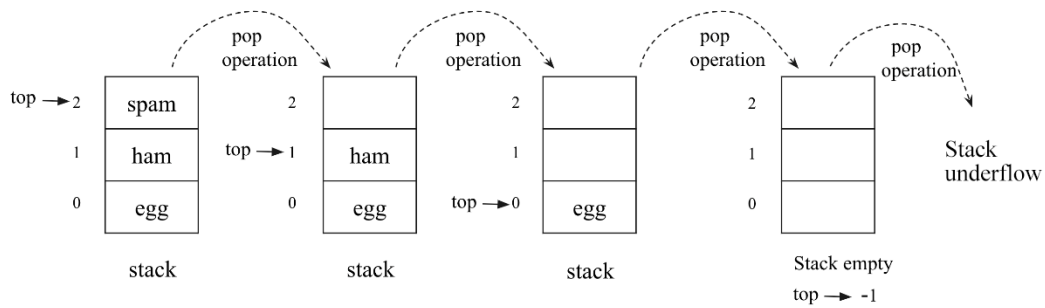 pop
operation
pop
operation
pop
operation
pop
operation
top 2 spam
1 ham
0 egg
stack
2
top 1 ham
0 egg
stack
2
1
top 0 egg
stack
2
1
0
Stack empty
top -1
Stack
underflow